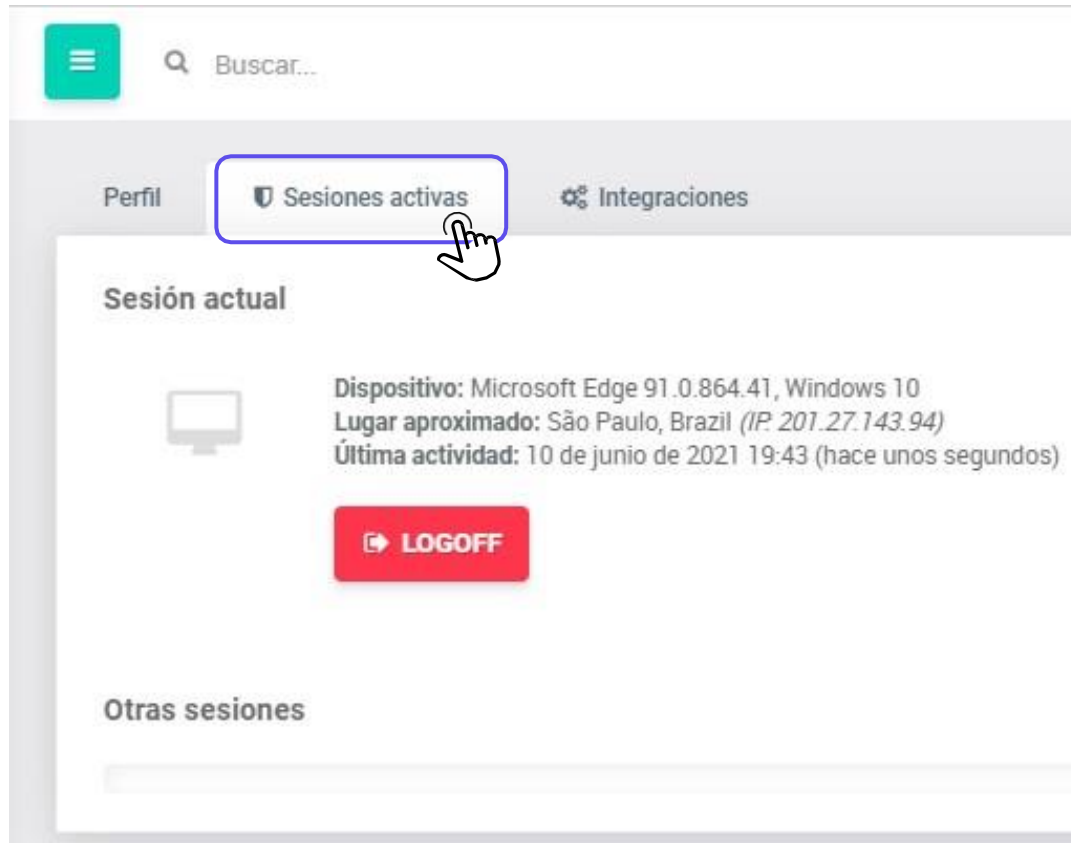 Buscar...
Perfil
Sesiones activas
Integraciones
Sesión actual
Dispositivo: Microsoft Edge 91.0.864.41, Windows 10
Lugar aproximado: São Paulo, Brazil (IP. 201.27.143.94)
Última actividad: 10 de junio de 2021 19:43 (hace unos segundos)
LOGOFF
Otras sesiones